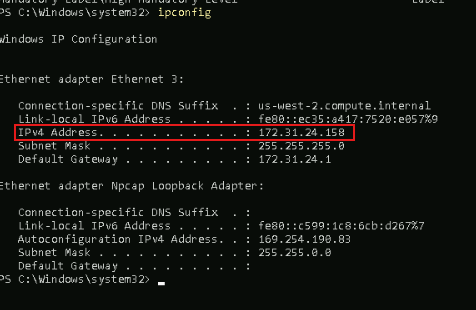 Mandatory Label\High Mandatory Level Label
PS C:\Windows\system32> ipconfig
Windows IP Configuration
Ethernet adapter Ethernet 3:
Connection-specific DNS Suffix . : us-west-2.compute.internal
Link-local IPv6 Address . . . . . : fe80::ec35:a417:7520:e057%9
IPv4 Address. . . . . . . . . . . : 172.31.24.158
Subnet Mask . . . . . . . . . . . : 255.255.255.0
Default Gateway . . . . . . . . . : 172.31.24.1
Ethernet adapter Npcap Loopback Adapter:
Connection-specific DNS Suffix . :
Link-local IPv6 Address . . . . . : fe80::c599:1c8:6cb:d267%7
Autoconfiguration IPv4 Address. . : 169.254.190.83
Subnet Mask . . . . . . . . . . . : 255.255.0.0
Default Gateway . . . . . . . . . :
PS C:\Windows\system32>